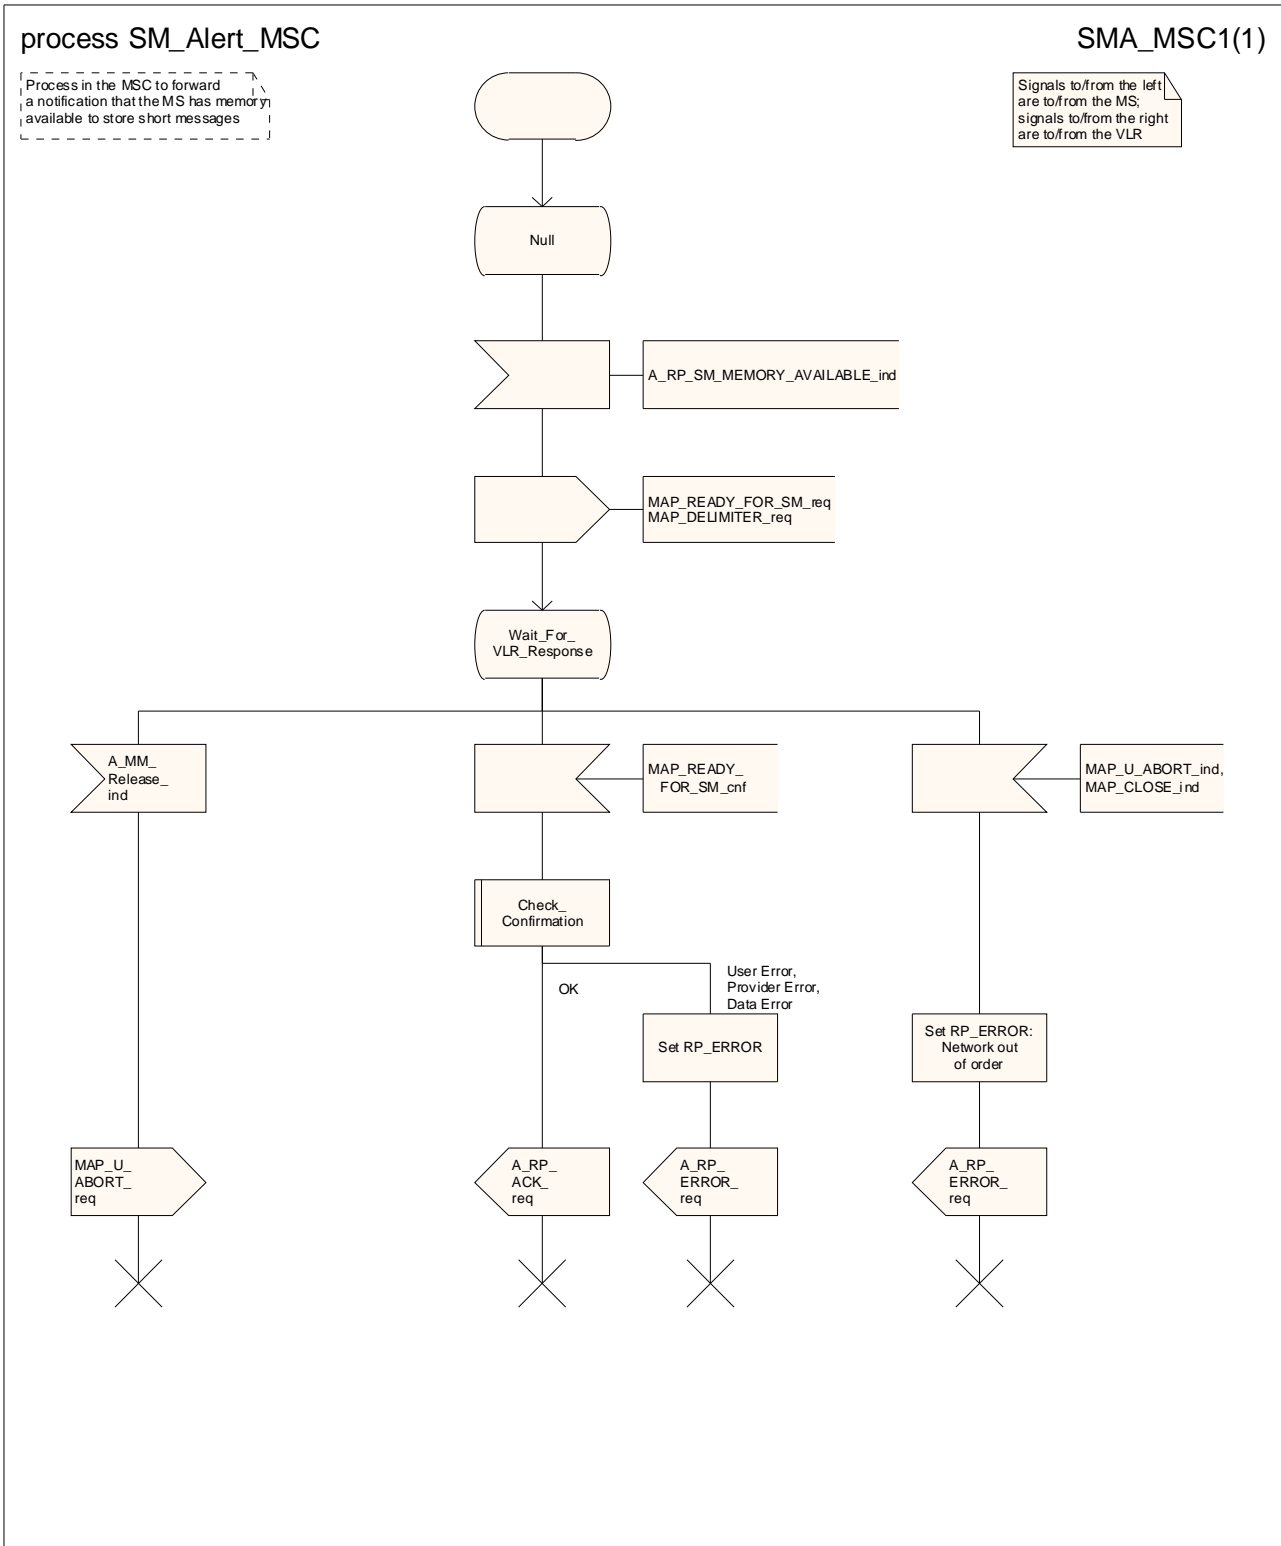 process SM_Alert_MSC
SMA_MSC1(1)
Process in the MSC to forward
a notification that the MS has memory
available to store short messages
Signals to/from the left
are to/from the MS;
signals to/from the right
are to/from the VLR
Null
A_RP_SM_MEMORY_AVAILABLE_ind
MAP_READY_FOR_SM_req
MAP_DELIMITER_req
Wait_For_
VLR_Response
A_MM_
Release_
ind
MAP_READY_
FOR_SM_cnf
MAP_U_ABORT_ind,
MAP_CLOSE_ind
Check_
Confirmation
OK
User Error,
Provider Error,
Data Error
Set RP_ERROR
Set RP_ERROR:
Network out
of order
MAP_U_
ABORT_
req
A_RP_
ACK_
req
A_RP_
ERROR_
req
A_RP_
ERROR_
req